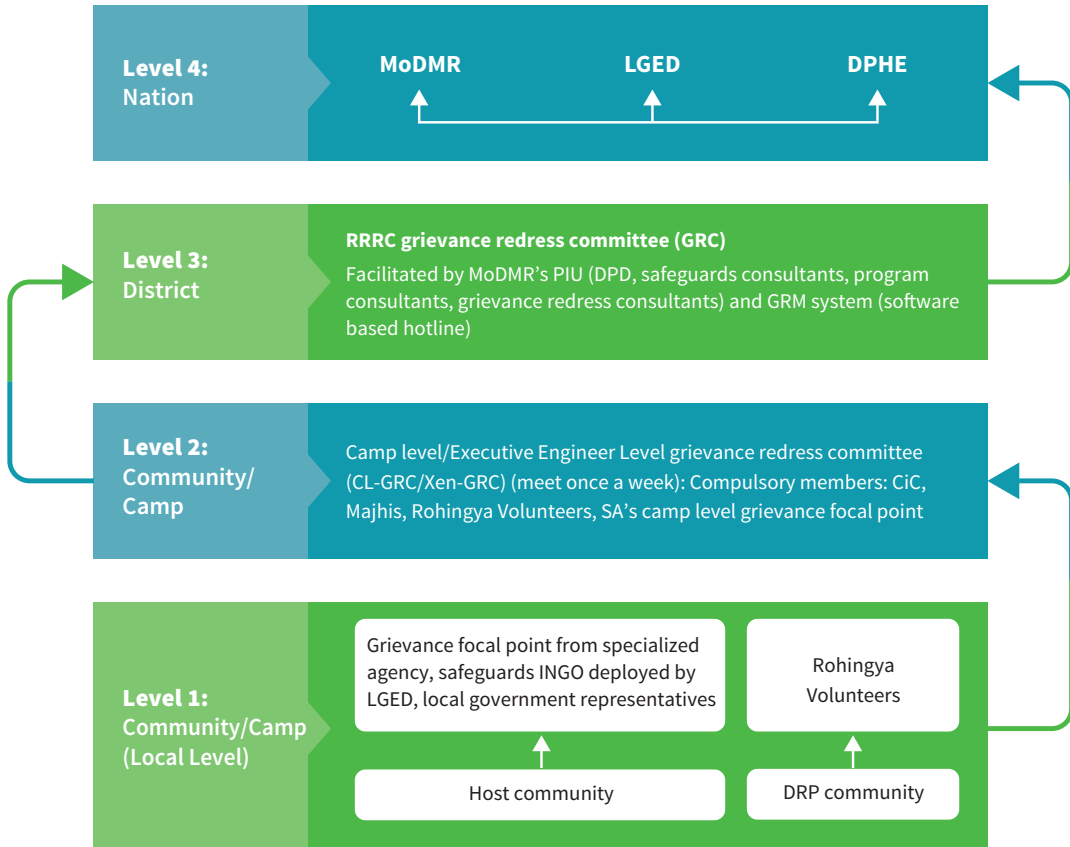 Level 4:
Nation
MoDMR
LGED
DPHE
Level 3:
District
RRRC grievance redress committee (GRC)
Facilitated by MoDMR's PIU (DPD, safeguards consultants, program
consultants, grievance redress consultants) and GRM system (software
based hotline)
Level 2:
Community/
Camp
Camp level/Executive Engineer Level grievance redress committee
(CL-GRC/Xen-GRC) (meet once a week): Compulsory members: CiC,
Majhis, Rohingya Volunteers, SA's camp level grievance focal point
Level 1:
Community/Camp
(Local Level)
Grievance focal point from specialized
agency, safeguards INGO deployed by
LGED, local government representatives
Rohingya
Volunteers
Host community
DRP community